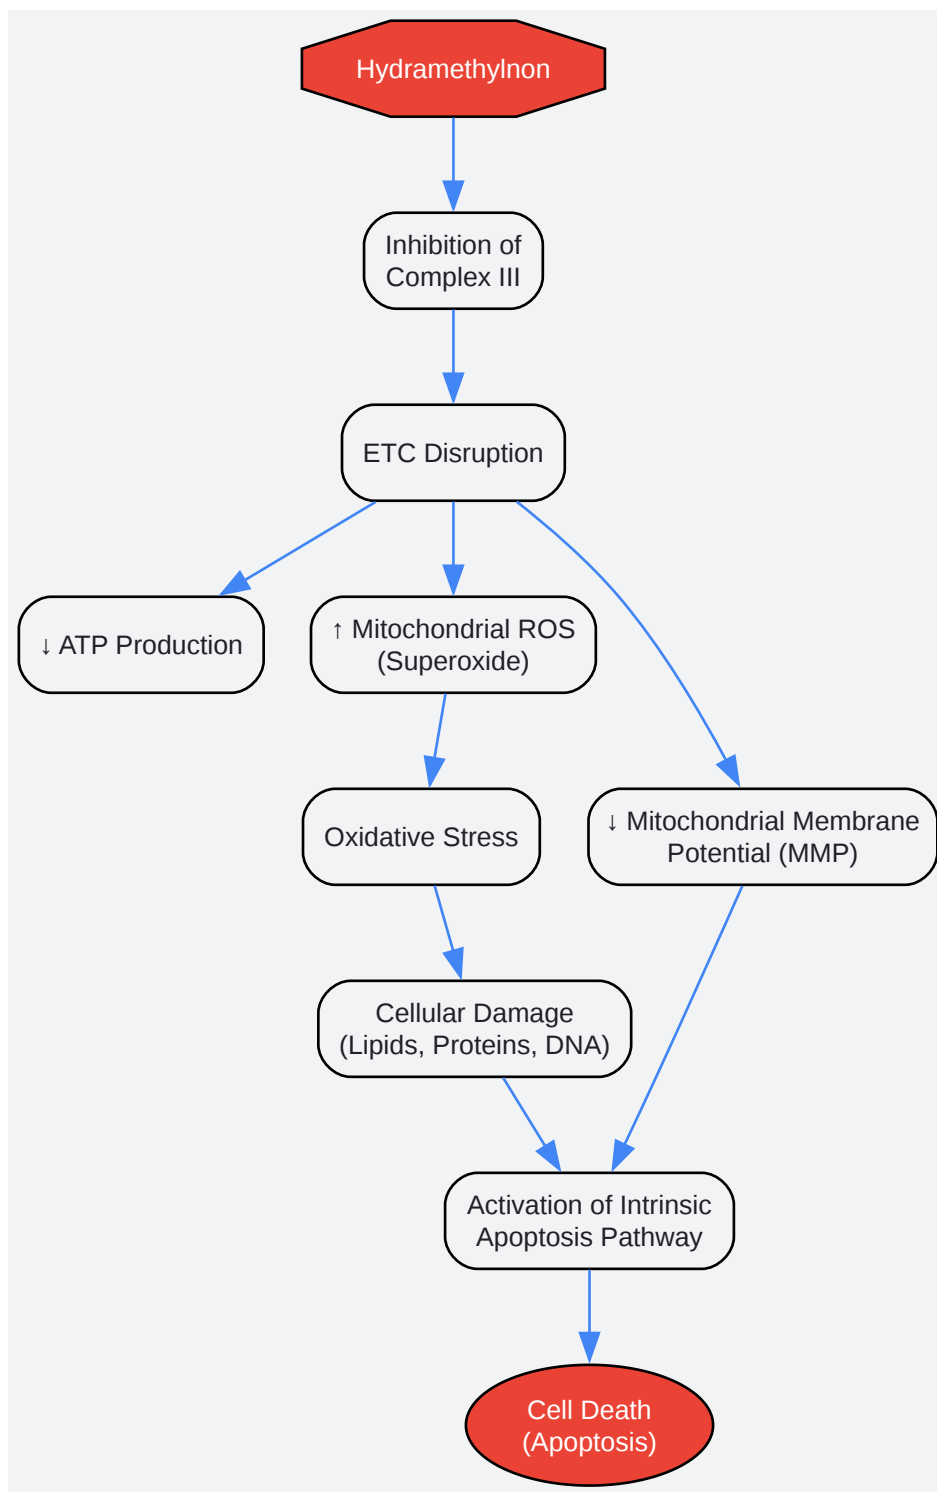 Hydramethylnon
Inhibition of
Complex III
ETC Disruption
↓ ATP Production
↑ Mitochondrial ROS
(Superoxide)
Oxidative Stress
↓ Mitochondrial Membrane
Potential (MMP)
Cellular Damage
(Lipids, Proteins, DNA)
Activation of Intrinsic
Apoptosis Pathway
Cell Death
(Apoptosis)